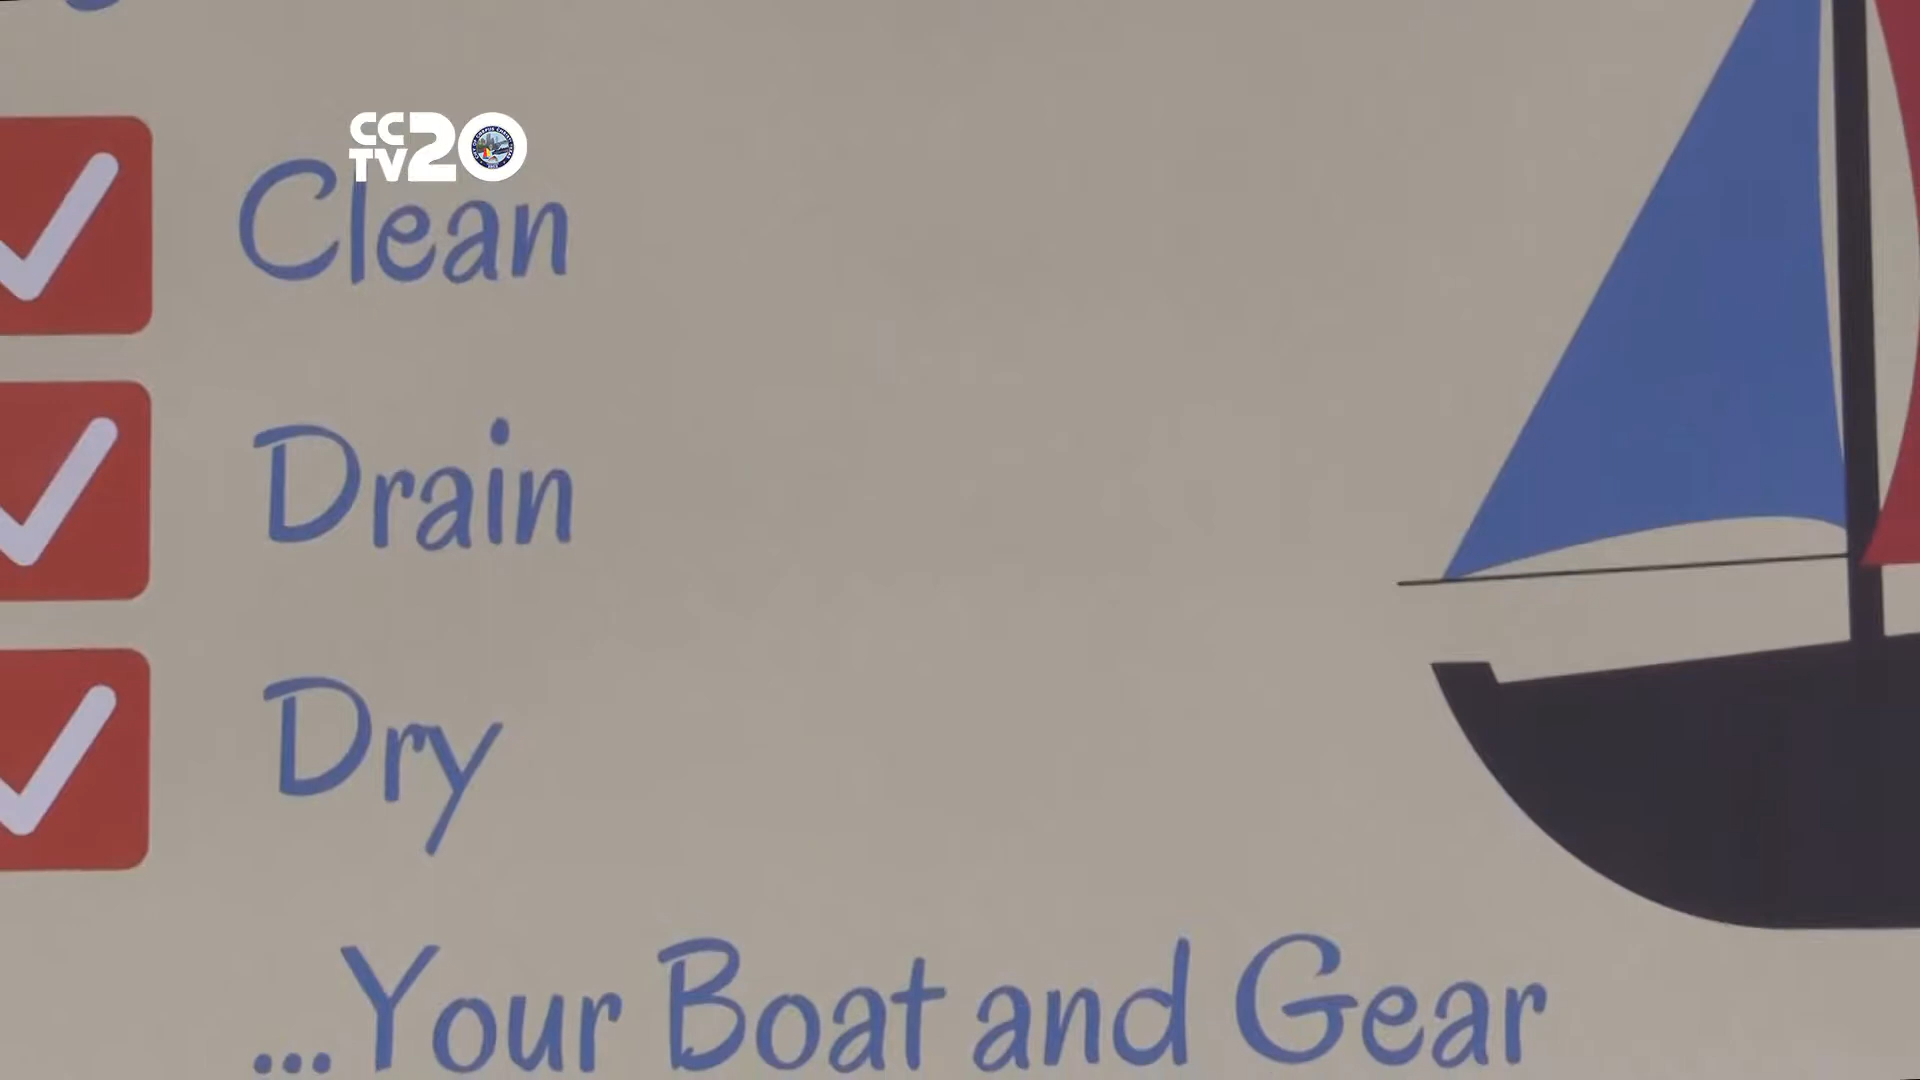 CC
TV20
Clean
Drain
Dry
...Your Boat and Gear